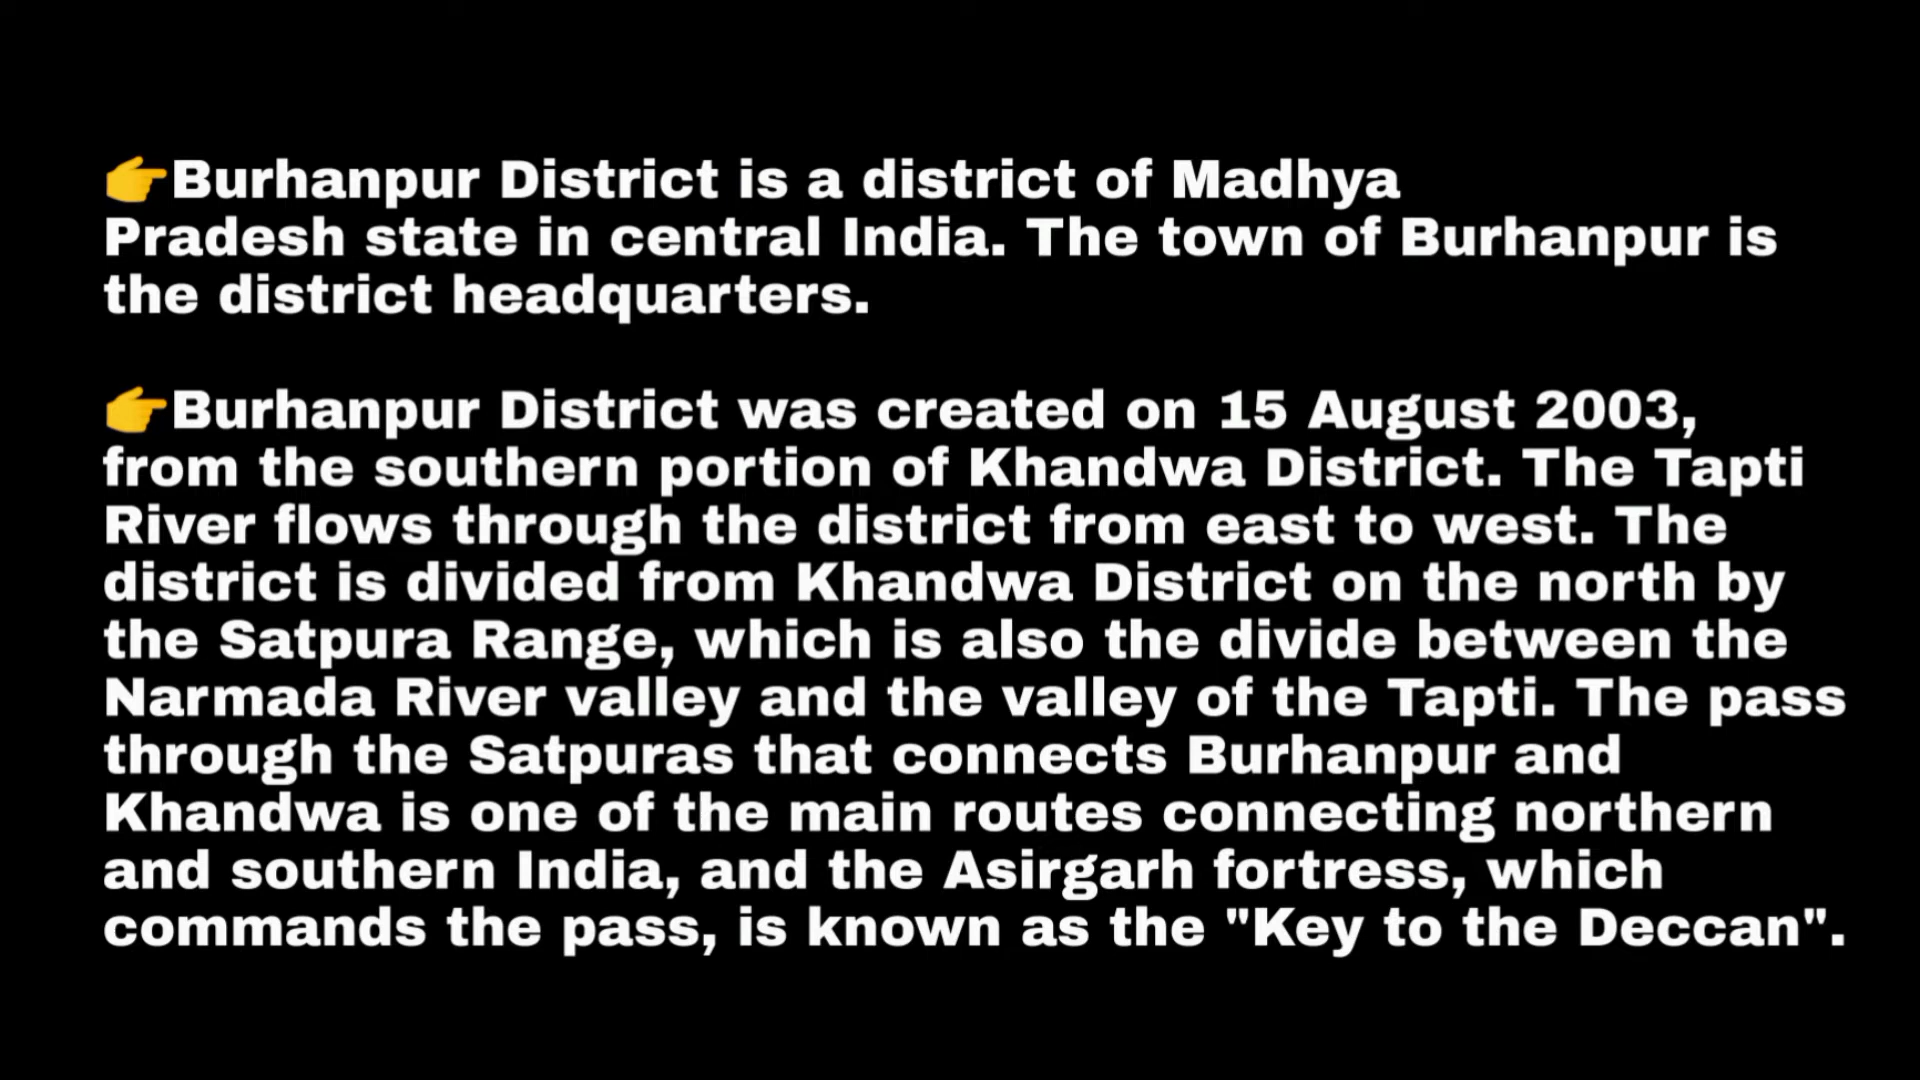 👉Burhanpur District is a district of Madhya
Pradesh state in central India. The town of Burhanpur is
the district headquarters.
👉Burhanpur District was created on 15 August 2003,
from the southern portion of Khandwa District. The Tapti
River flows through the district from east to west. The
district is divided from Khandwa District on the north by
the Satpura Range, which is also the divide between the
Narmada River valley and the valley of the Tapti. The pass
through the Satpuras that connects Burhanpur and
Khandwa is one of the main routes connecting northern
and southern India, and the Asirgarh fortress, which
commands the pass, is known as the "Key to the Deccan".